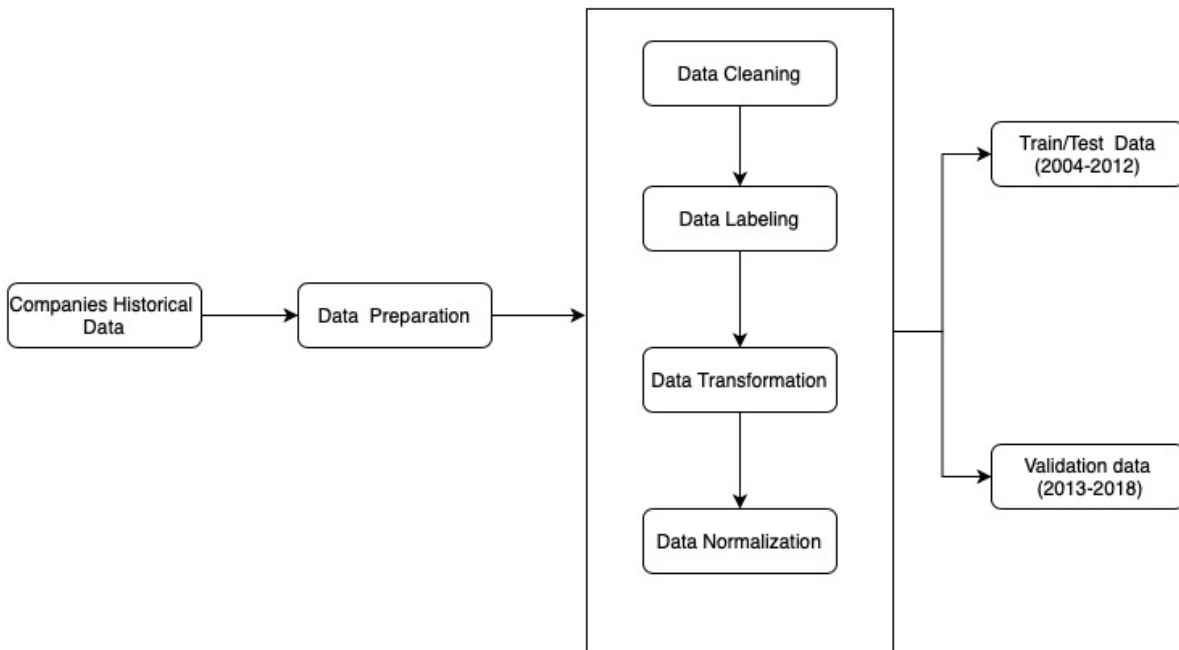 Companies Historical
Data
Data Preparation
Data Cleaning
Data Labeling
Data Transformation
Data Normalization
Train/Test Data
(2004-2012)
Validation data
(2013-2018)